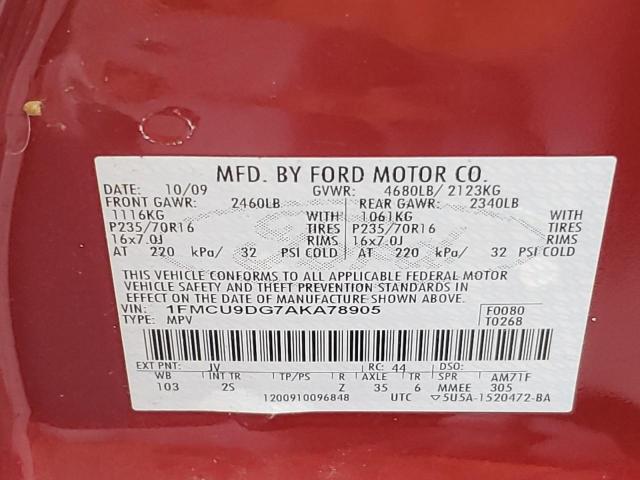 MFD. BY FORD MOTOR CO.
DATE: 10/09 GVWR: 4680LB/ 2123KG
FRONT GAWR: 2460LB REAR GAWR: 2340LB
1116KG WITH 1061KG WITH
P235/70R16 TIRES P235/70R16 TIRES
16x7.0J RIMS 16x7.0J RIMS
AT 220 kPa/ 32 PSI COLD AT 220 kPa/ 32 PSI COLD
THIS VEHICLE CONFORMS TO ALL APPLICABLE FEDERAL MOTOR
VEHICLE SAFETY AND THEFT PREVENTION STANDARDS IN
EFFECT ON THE DATE OF MANUFACTURE SHOWN ABOVE.
VIN: 1FMCU9DG7AKA78905 F0080
TYPE: MPV T0268
EXT PNT: JV RC: 44 DSO:
WB INT TR TP/PS R AXLE TR SPR AM71F
103 2S Z 35 6 MMEE 305
1200910096848 UTC ▽5U5A-1520472-BA